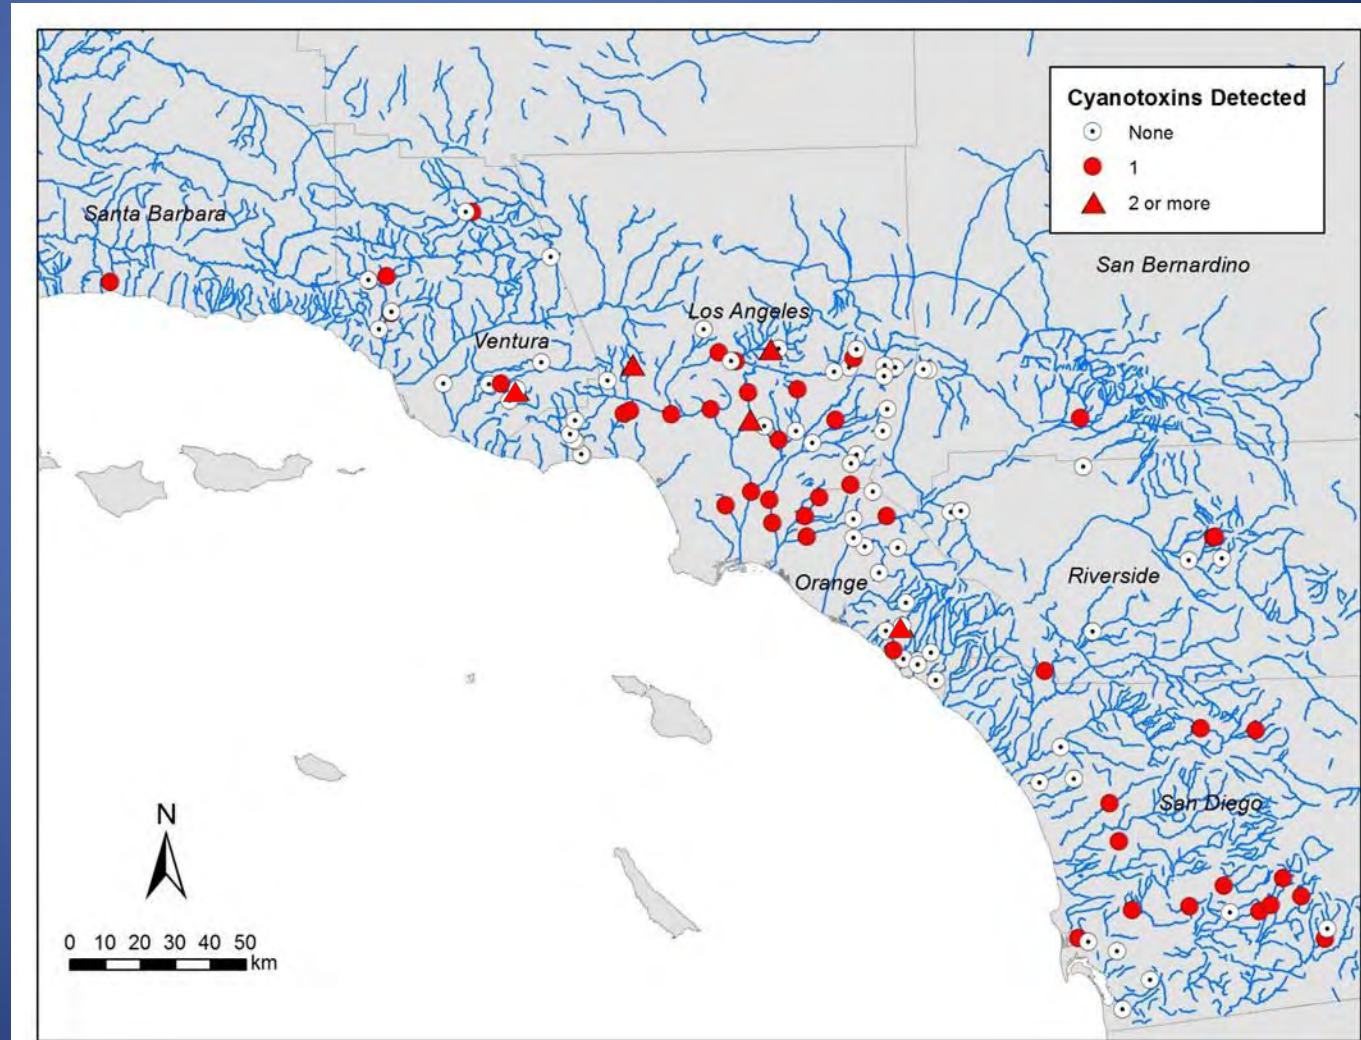 Cyanotoxins Detected
None
1
2 or more
Santa Barbara
San Bernardino
Los Angeles
Ventura
Orange
Riverside
San Diego
N
0 10 20 30 40 50
km